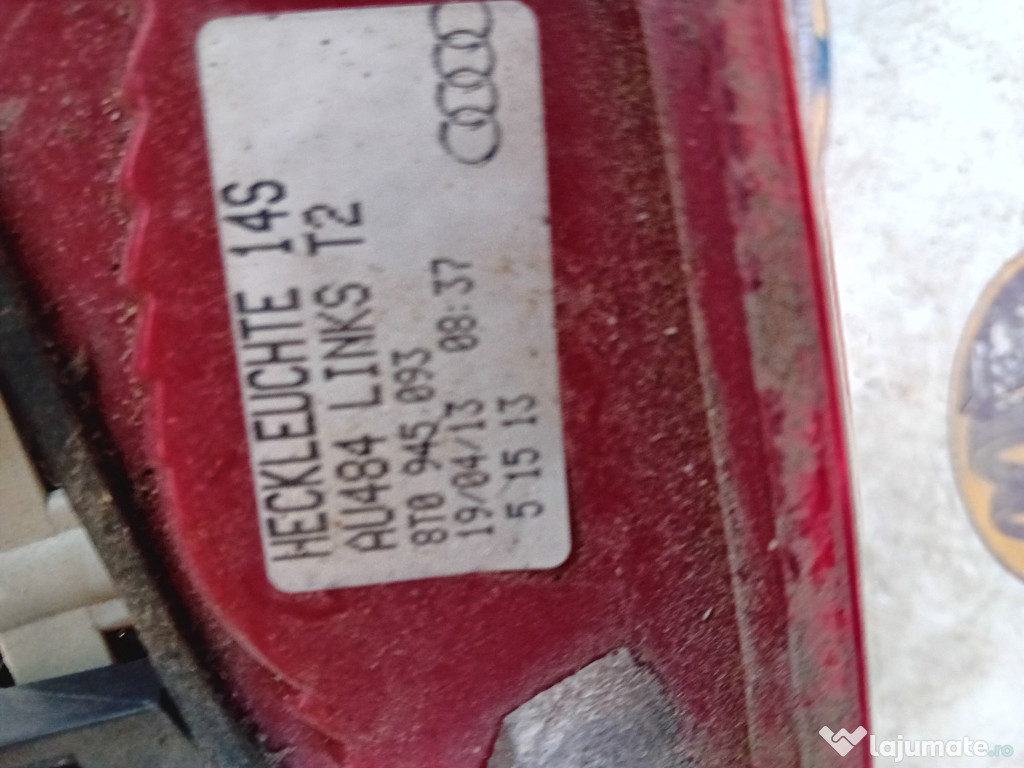 HECKLEUCHTE 14S
AU484 LINKS T2
8T0 945 093
19/04/13 08:37
5 15 13
lajumate.ro